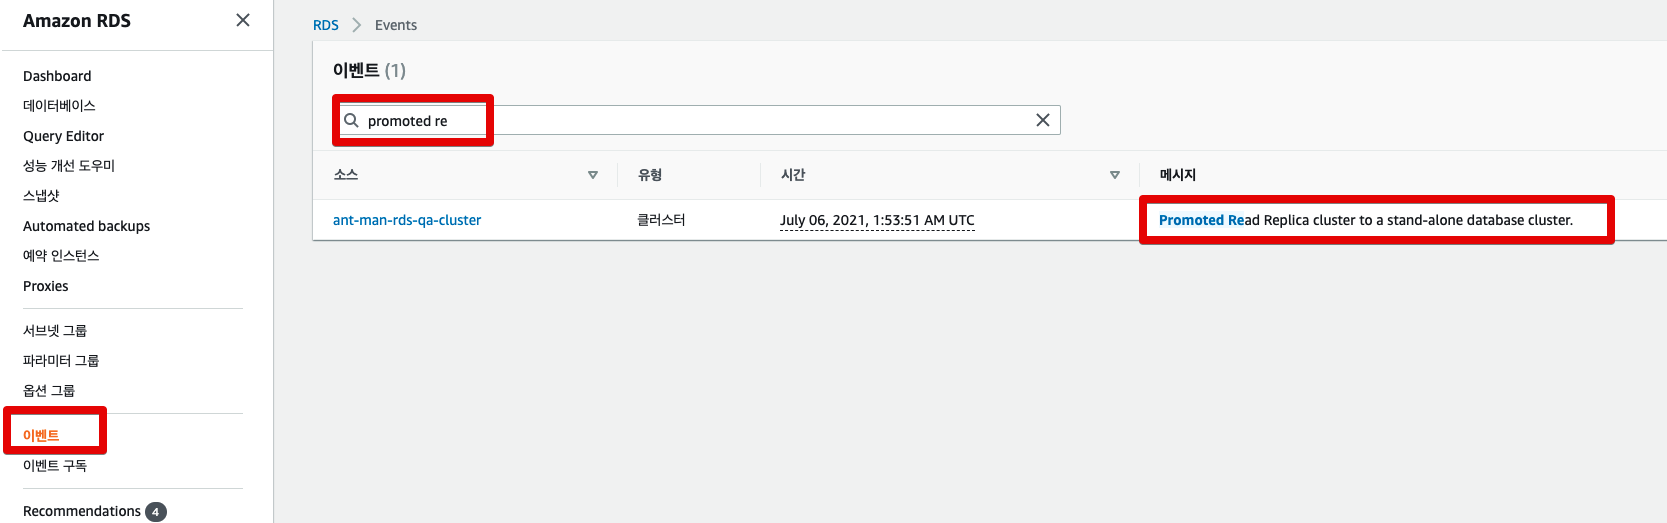 Amazon RDS
Dashboard
데이터베이스
Query Editor
성능 개선 도우미
스냅샷
Automated backups
예약 인스턴스
Proxies
서브넷 그룹
파라미터 그룹
옵션 그룹
이벤트
이벤트 구독
Recommendations 4
RDS > Events
이벤트 (1)
promoted re
소스 유형 시간 메시지
ant-man-rds-qa-cluster 클러스터 July 06, 2021, 1:53:51 AM UTC Promoted Read Replica cluster to a stand-alone database cluster.